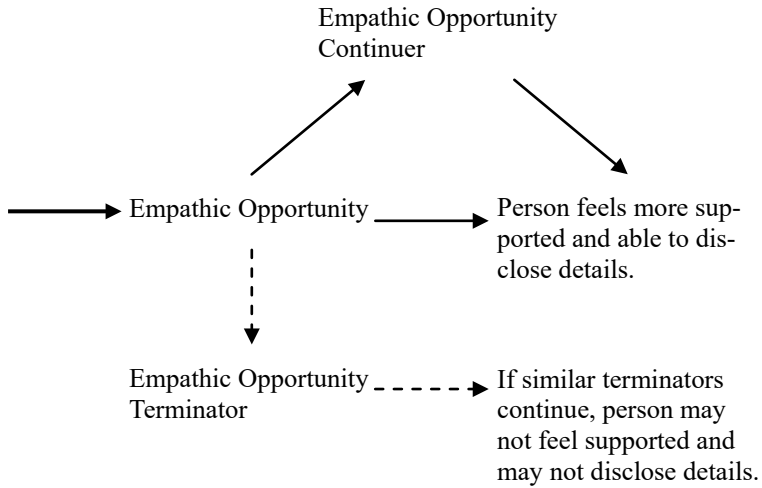 Empathic Opportunity
Continuer
Empathic Opportunity
Person feels more sup-
ported and able to dis-
close details.
Empathic Opportunity
Terminator
If similar terminators
continue, person may
not feel supported and
may not disclose details.